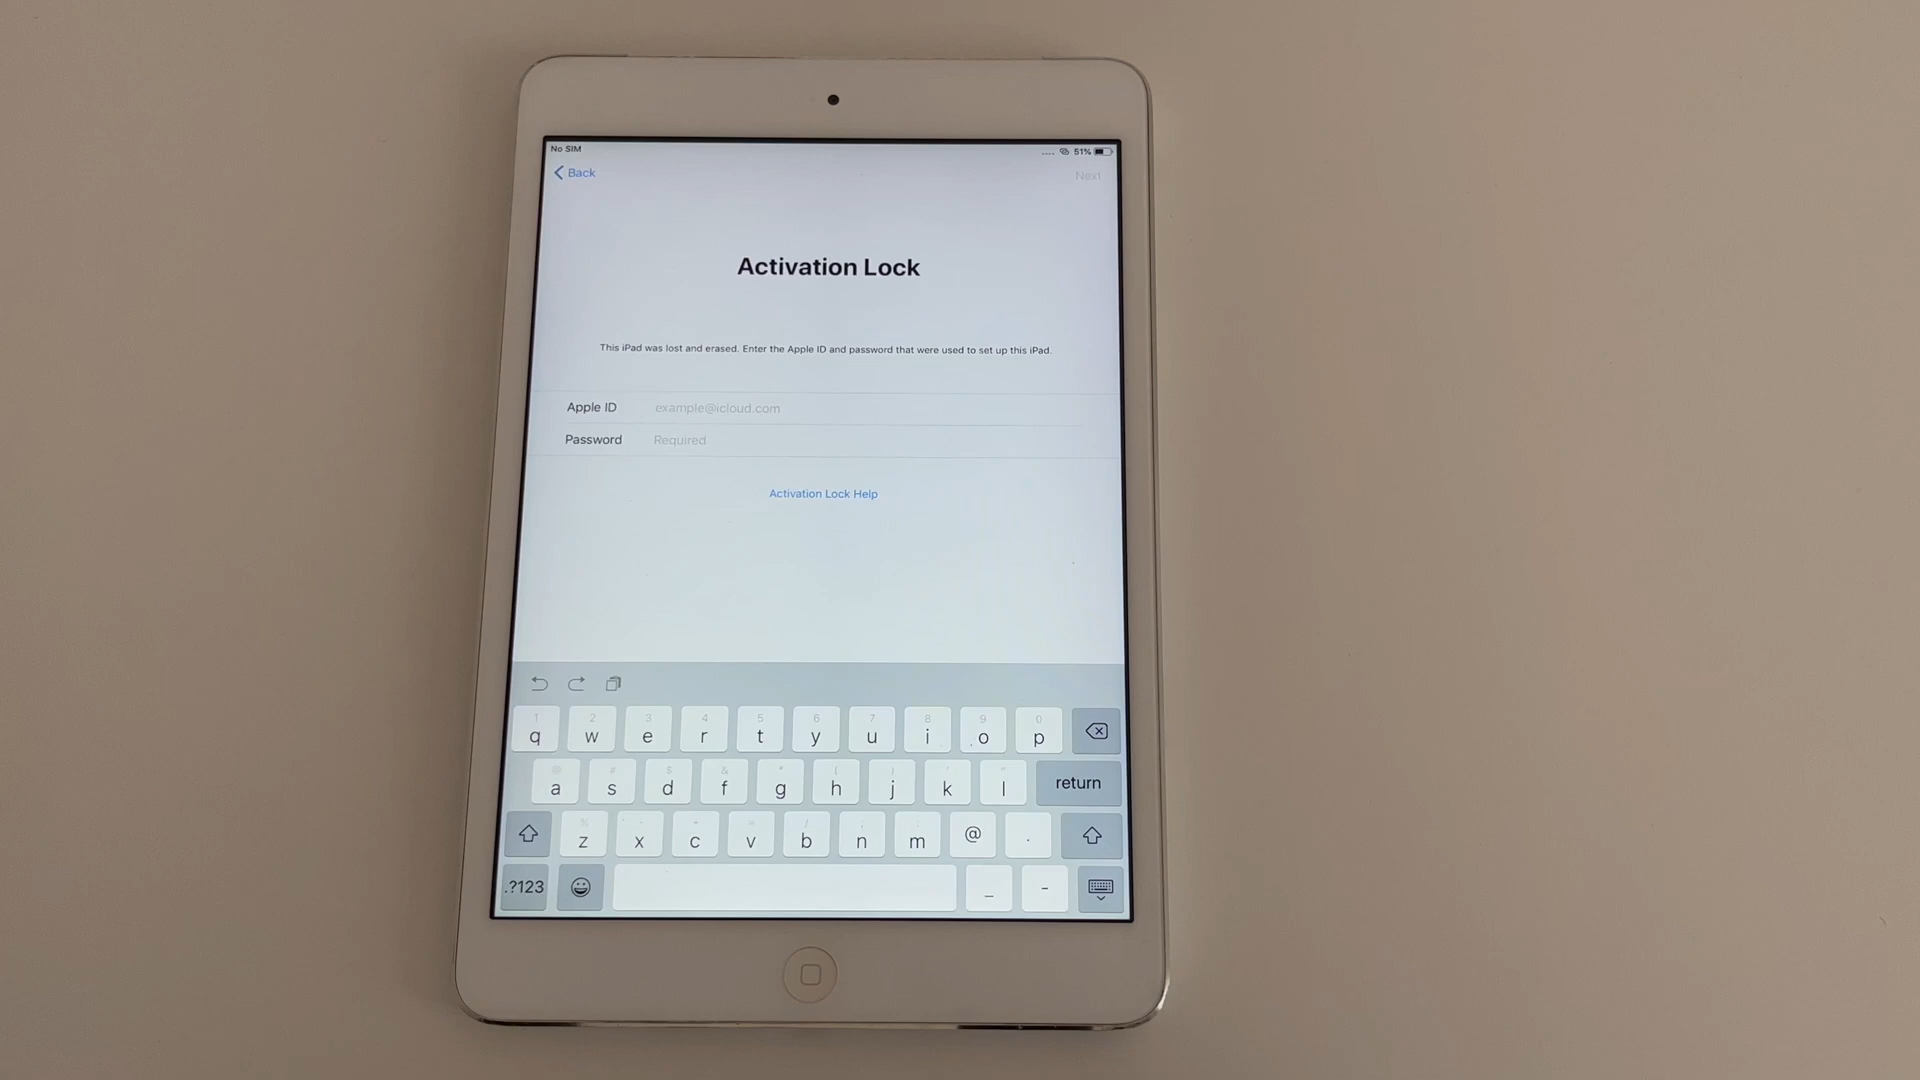 No SIM
51%
Back
Next
Activation Lock
This iPad was lost and erased. Enter the Apple ID and password that were used to set up this iPad.
Apple ID example@icloud.com
Password Required
Activation Lock Help
1 2 3 4 5 6 7 8 9 0
q w e r t y u i o p
@ # $ & * ( ) ' "
a s d f g h j k l return
z x c v b n m @ .
.?123 _ -